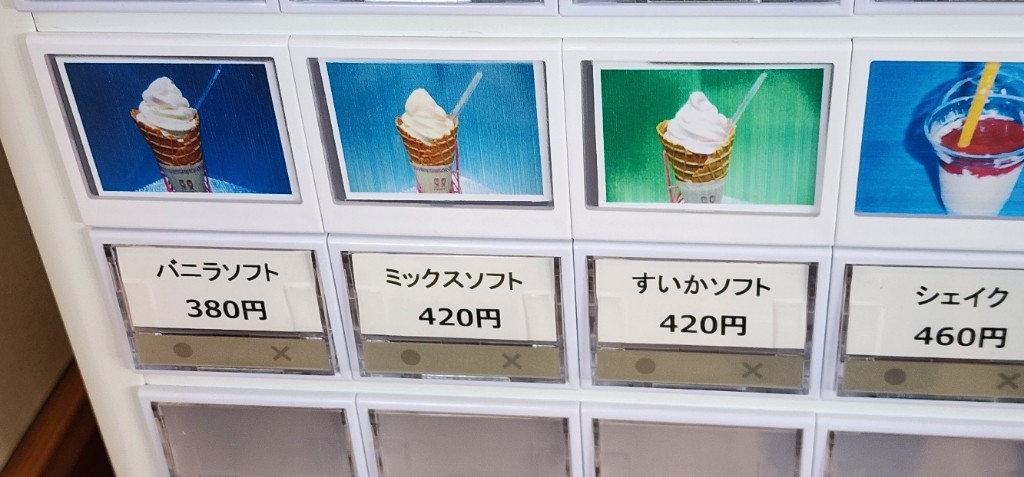 バニラソフト
380円
ミックスソフト
420円
すいかソフト
420円
シェイク
460円